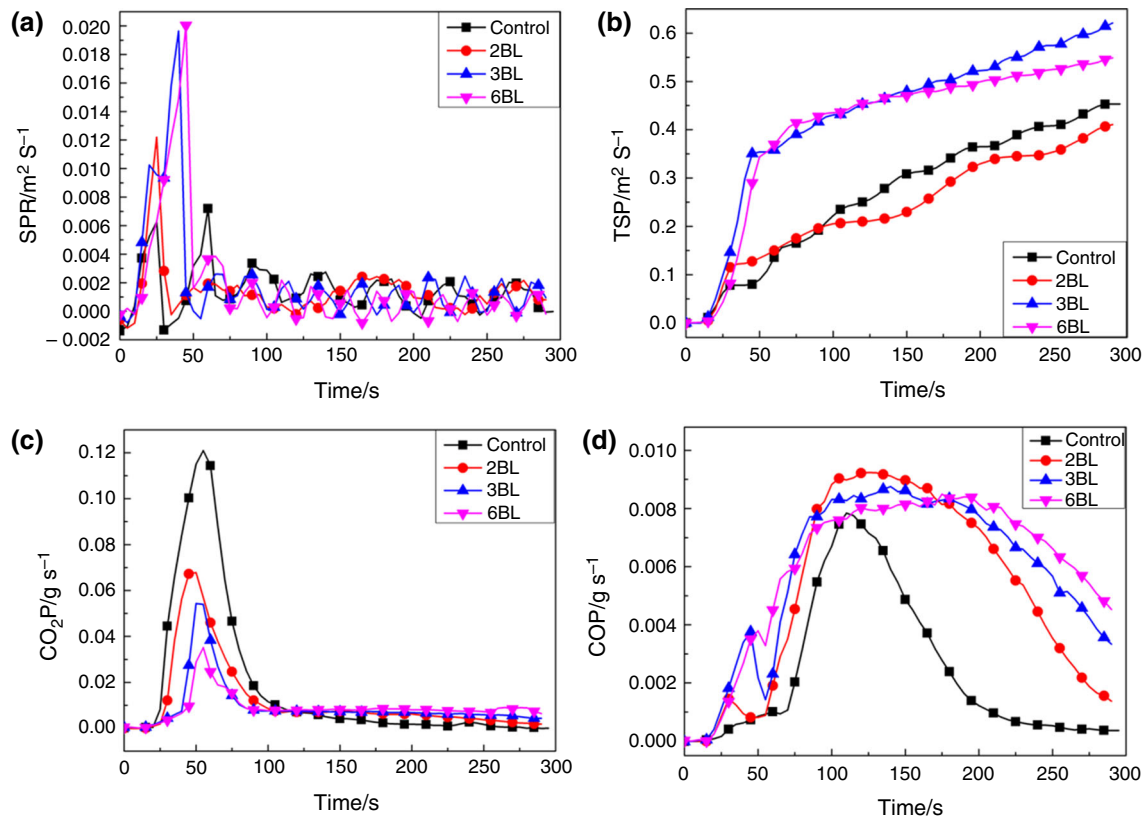 (a)
0.020
0.018
0.016
0.014
0.012
0.010
0.008
0.006
0.004
0.002
0.000
– 0.002
SPR/m² S⁻¹
Control
2BL
3BL
6BL
0 50 100 150 200 250 300
Time/s
(b)
0.6
0.5
0.4
0.3
0.2
0.1
0.0
TSP/m² S⁻¹
Control
2BL
3BL
6BL
0 50 100 150 200 250 300
Time/s
(c)
0.12
0.10
0.08
0.06
0.04
0.02
0.00
CO₂P/g s⁻¹
Control
2BL
3BL
6BL
0 50 100 150 200 250 300
Time/s
(d)
0.010
0.008
0.006
0.004
0.002
0.000
COP/g s⁻¹
Control
2BL
3BL
6BL
0 50 100 150 200 250 300
Time/s